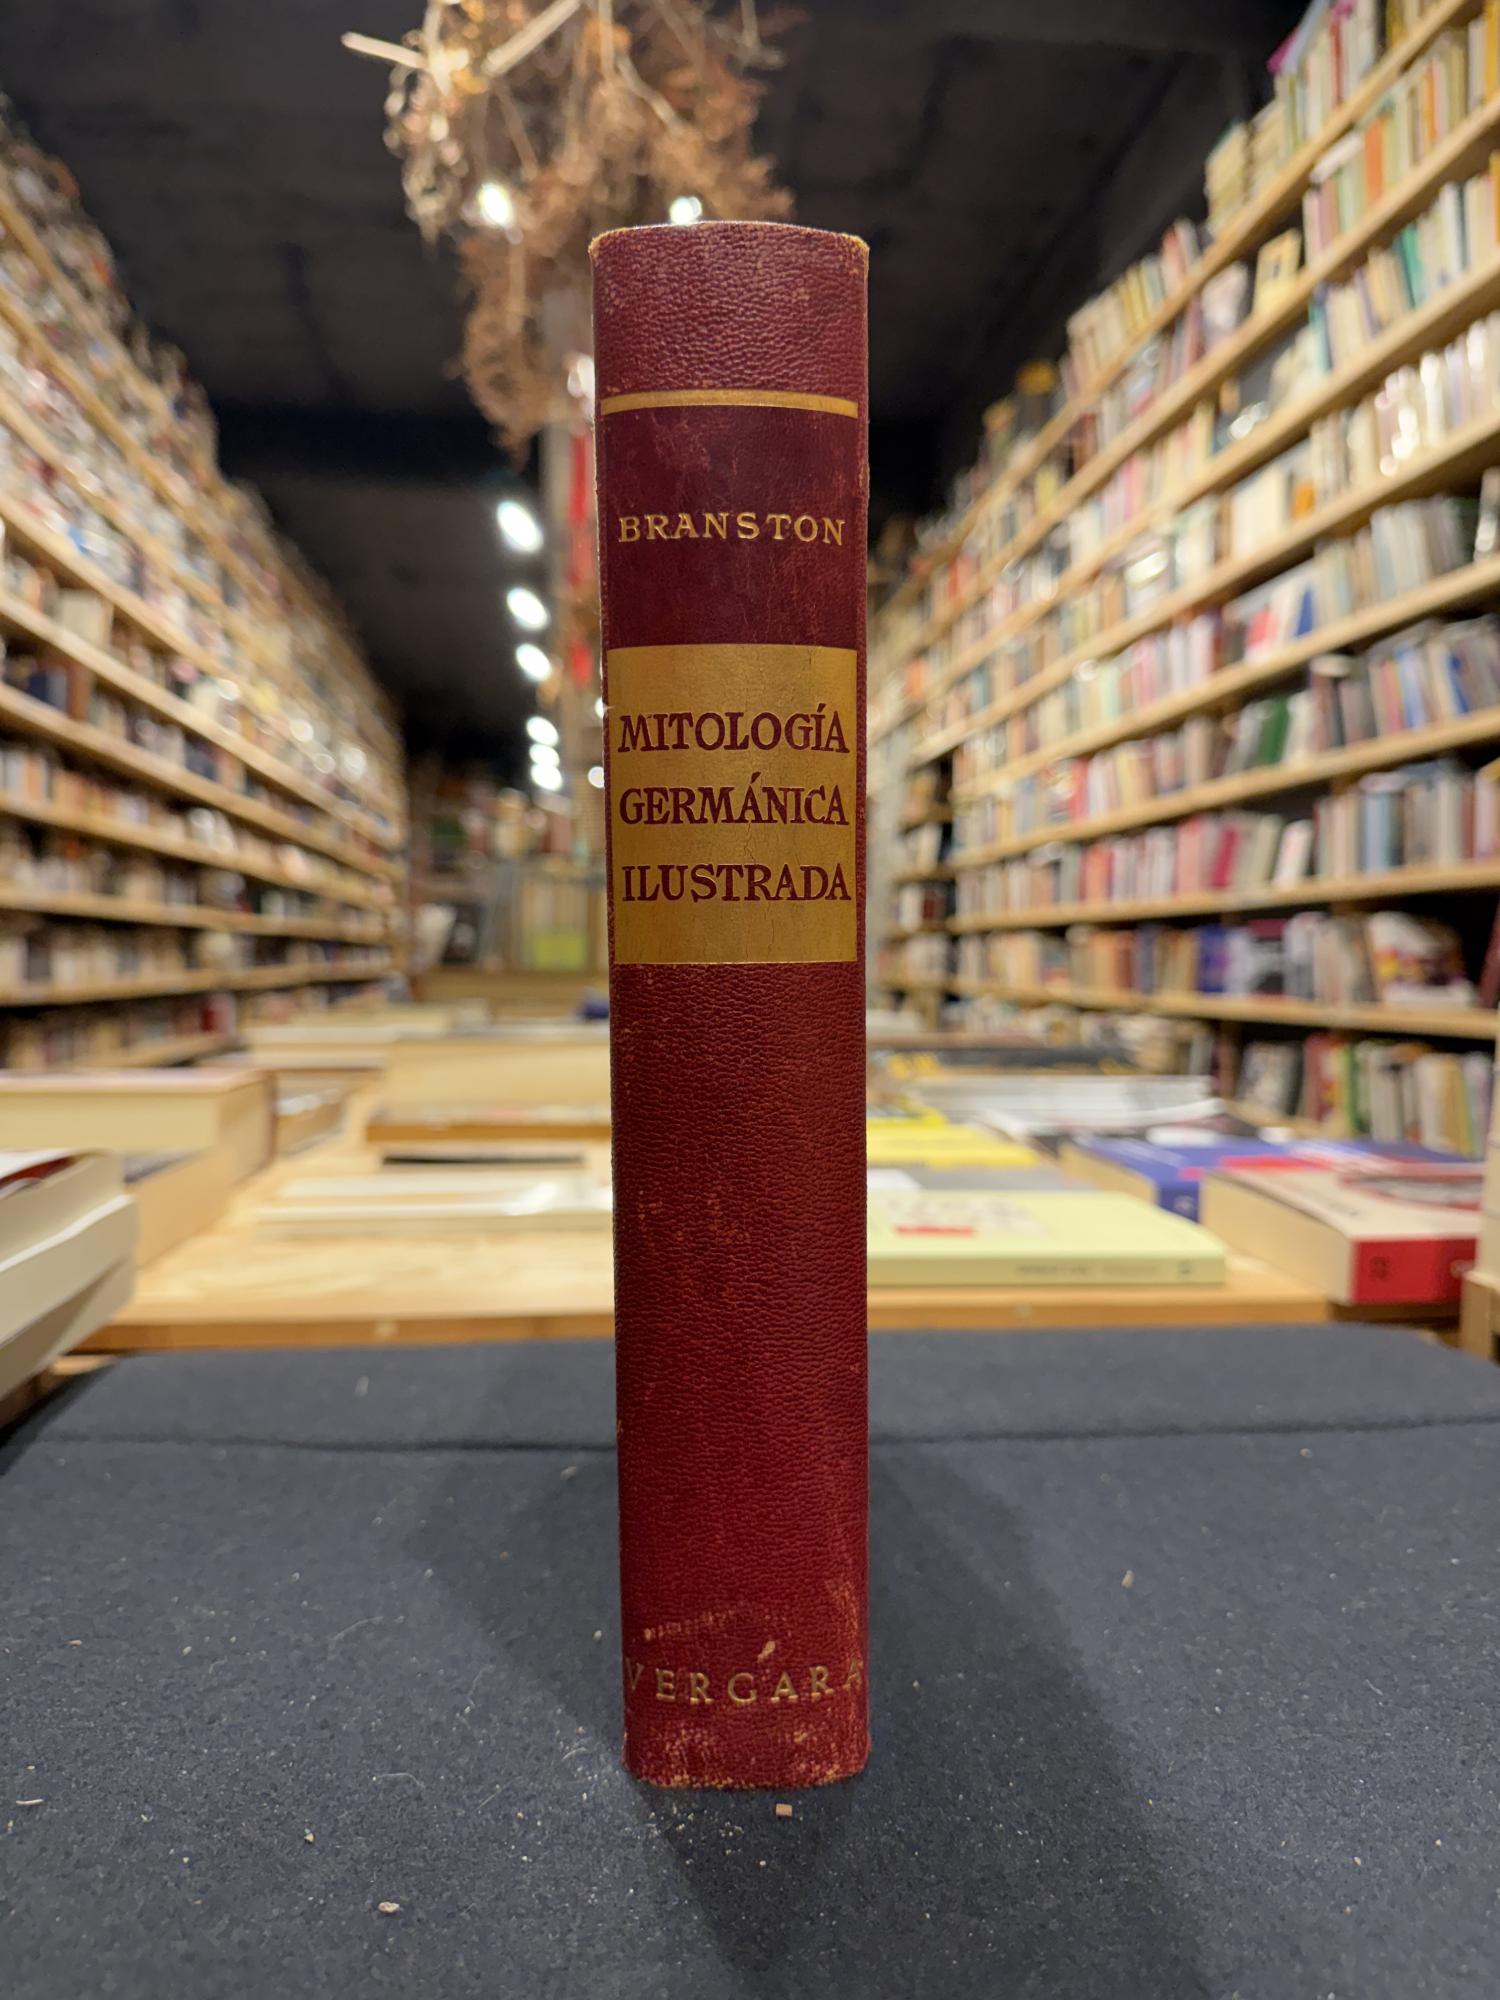 BRANSTON
MITOLOGÍA
GERMÁNICA
ILUSTRADA
VERGARA